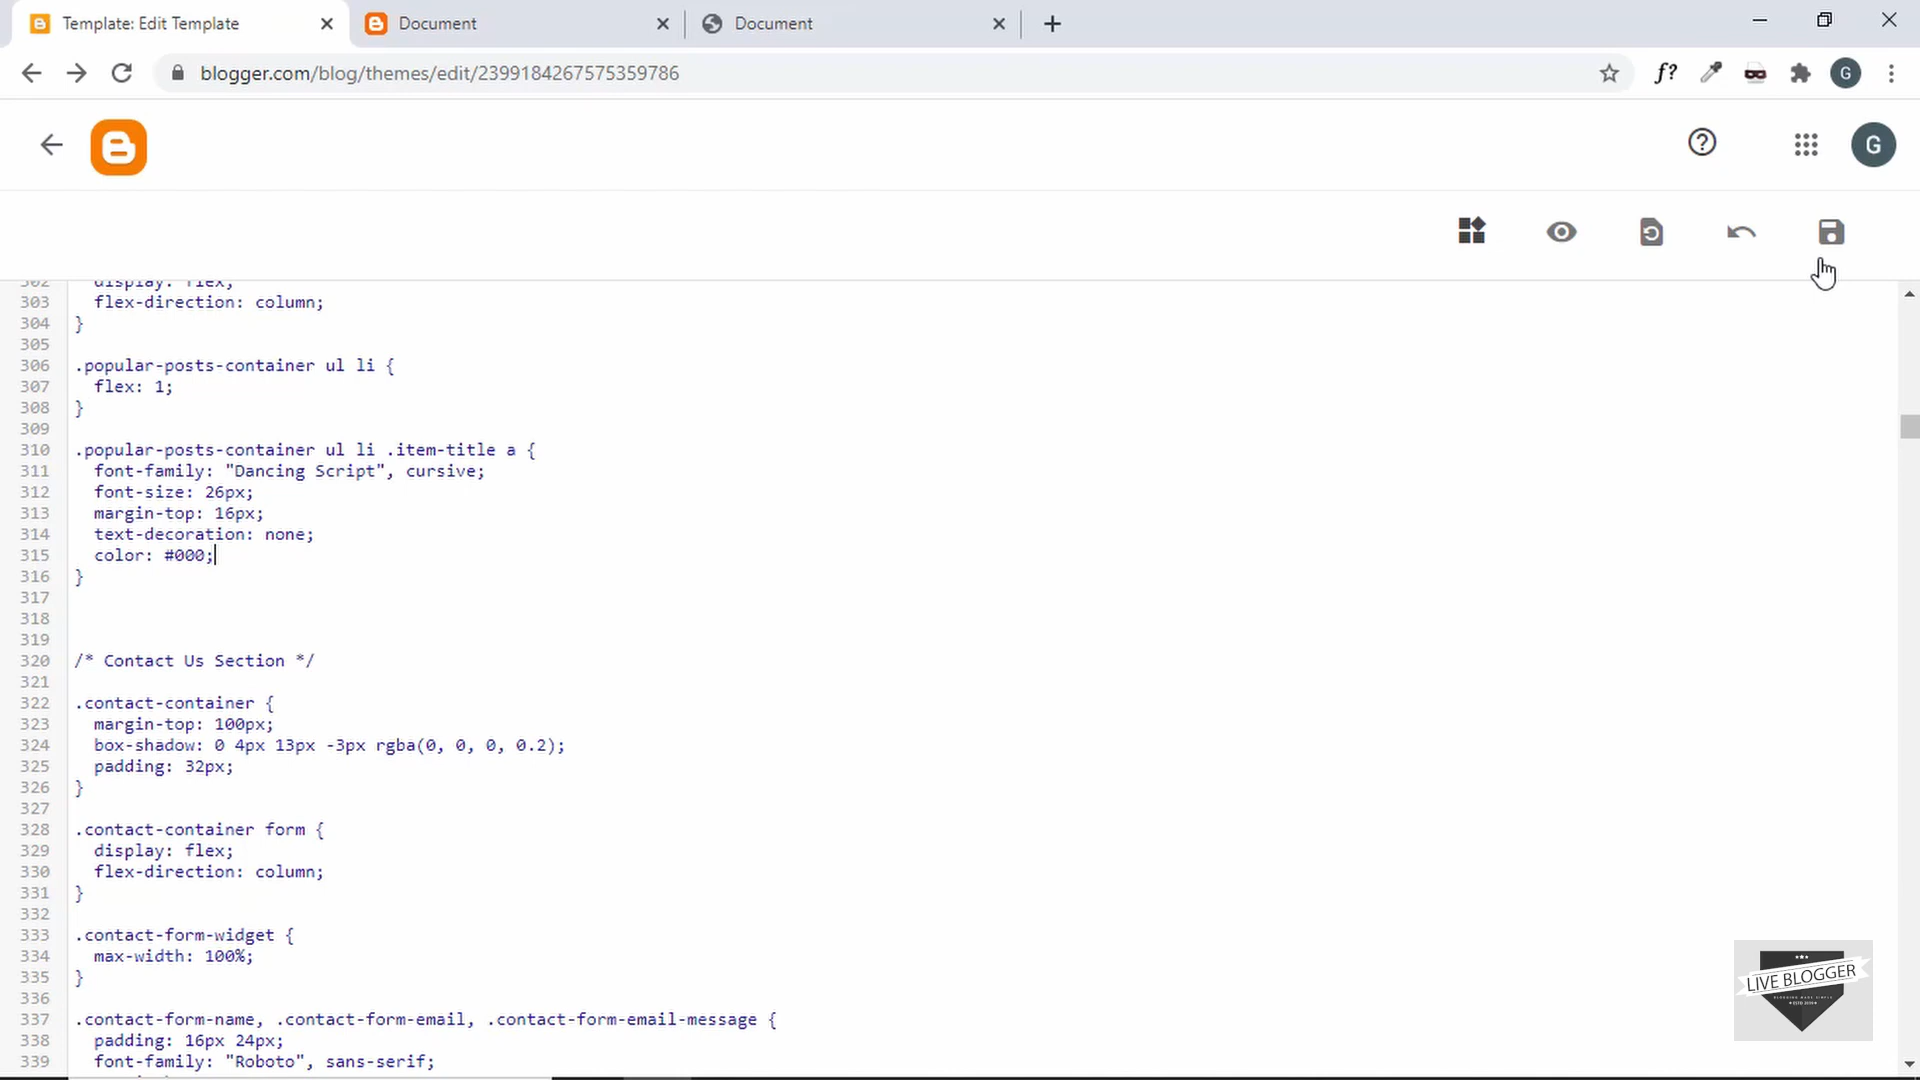 Template: Edit Template
Document
Document
blogger.com/blog/themes/edit/2399184267575359786
f?
G
G
302 display: flex;
303 flex-direction: column;
304 }
305
306 .popular-posts-container ul li {
307 flex: 1;
308 }
309
310 .popular-posts-container ul li .item-title a {
311 font-family: "Dancing Script", cursive;
312 font-size: 26px;
313 margin-top: 16px;
314 text-decoration: none;
315 color: #000;
316 }
317
318
319
320 /* Contact Us Section */
321
322 .contact-container {
323 margin-top: 100px;
324 box-shadow: 0 4px 13px -3px rgba(0, 0, 0, 0.2);
325 padding: 32px;
326 }
327
328 .contact-container form {
329 display: flex;
330 flex-direction: column;
331 }
332
333 .contact-form-widget {
334 max-width: 100%;
335 }
336
337 .contact-form-name, .contact-form-email, .contact-form-email-message {
338 padding: 16px 24px;
339 font-family: "Roboto", sans-serif;
LIVE BLOGGER